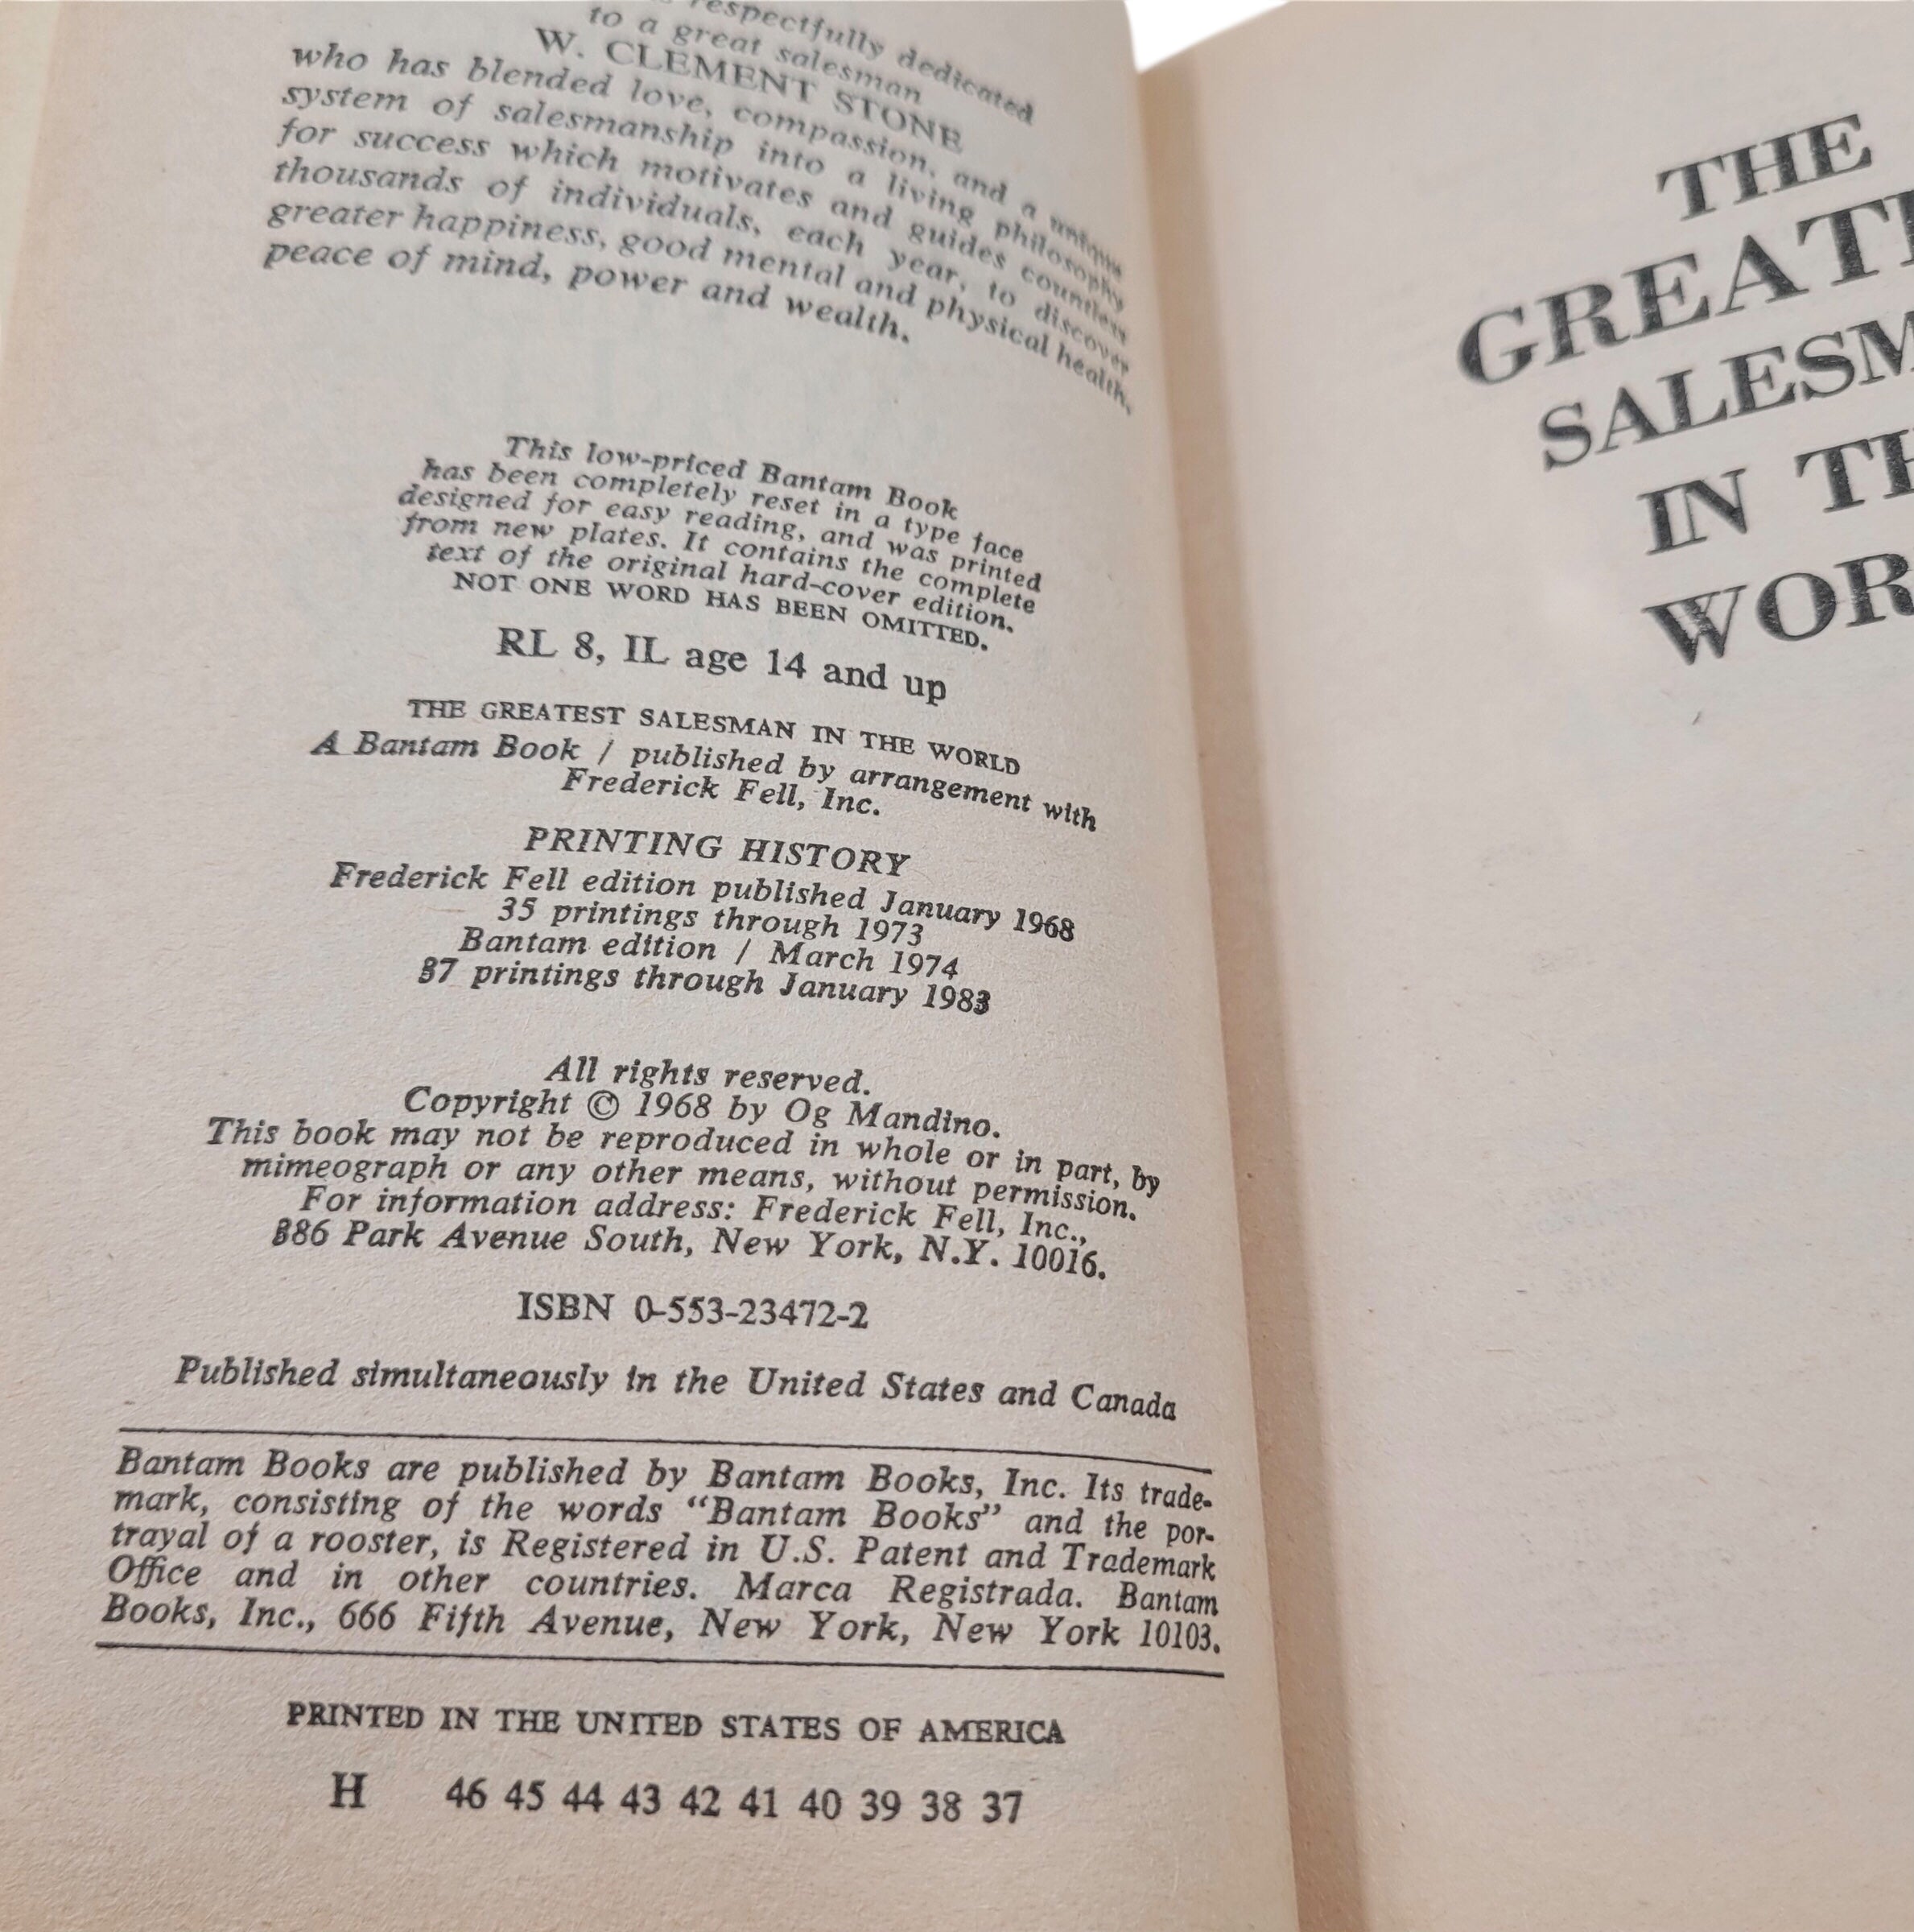 respectfully dedicated
to a great salesman
W. CLEMENT STONE
who has blended love, compassion, and a unique
system of salesmanship into a living philosophy
for success which motivates and guides countless
thousands of individuals, each year, to discover
greater happiness, good mental and physical health,
peace of mind, power and wealth.
This low-priced Bantam Book
has been completely reset in a type face
designed for easy reading, and was printed
from new plates. It contains the complete
text of the original hard-cover edition.
NOT ONE WORD HAS BEEN OMITTED.
RL 8, IL age 14 and up
THE GREATEST SALESMAN IN THE WORLD
A Bantam Book / published by arrangement with
Frederick Fell, Inc.
PRINTING HISTORY
Frederick Fell edition published January 1968
35 printings through 1973
Bantam edition / March 1974
37 printings through January 1983
All rights reserved.
Copyright © 1968 by Og Mandino.
This book may not be reproduced in whole or in part, by
mimeograph or any other means, without permission.
For information address: Frederick Fell, Inc.,
386 Park Avenue South, New York, N.Y. 10016.
ISBN 0-553-23472-2
Published simultaneously in the United States and Canada
Bantam Books are published by Bantam Books, Inc. Its trade-
mark, consisting of the words "Bantam Books" and the por-
trayal of a rooster, is Registered in U.S. Patent and Trademark
Office and in other countries. Marca Registrada. Bantam
Books, Inc., 666 Fifth Avenue, New York, New York 10103.
PRINTED IN THE UNITED STATES OF AMERICA
H 46 45 44 43 42 41 40 39 38 37
THE
GREAT
SALESM
IN TH
WOR